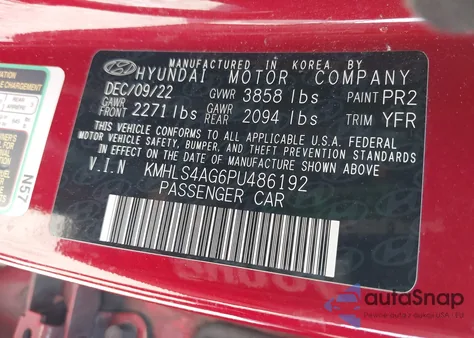 MANUFACTURED IN KOREA BY
HYUNDAI MOTOR COMPANY
DEC/09/22 GVWR 3858 lbs PAINT PR2
GAWR FRONT 2271 lbs GAWR REAR 2094 lbs TRIM YFR
THIS VEHICLE CONFORMS TO ALL APPLICABLE U.S.A. FEDERAL
MOTOR VEHICLE SAFETY, BUMPER, AND THEFT PREVENTION STANDARDS
IN EFFECT ON THE DATE OF MANUFACTURE SHOWN ABOVE.
V.I.N KMHLS4AG6PU486192
PASSENGER CAR
N57
autoSnap